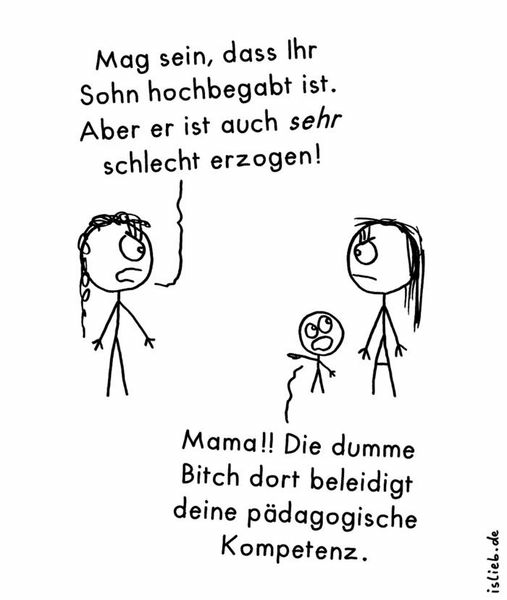 Mag sein, dass Ihr
Sohn hochbegabt ist.
Aber er ist auch sehr
schlecht erzogen!
Mama!! Die dumme
Bitch dort beleidigt
deine pädagogische
Kompetenz.
islieb.de